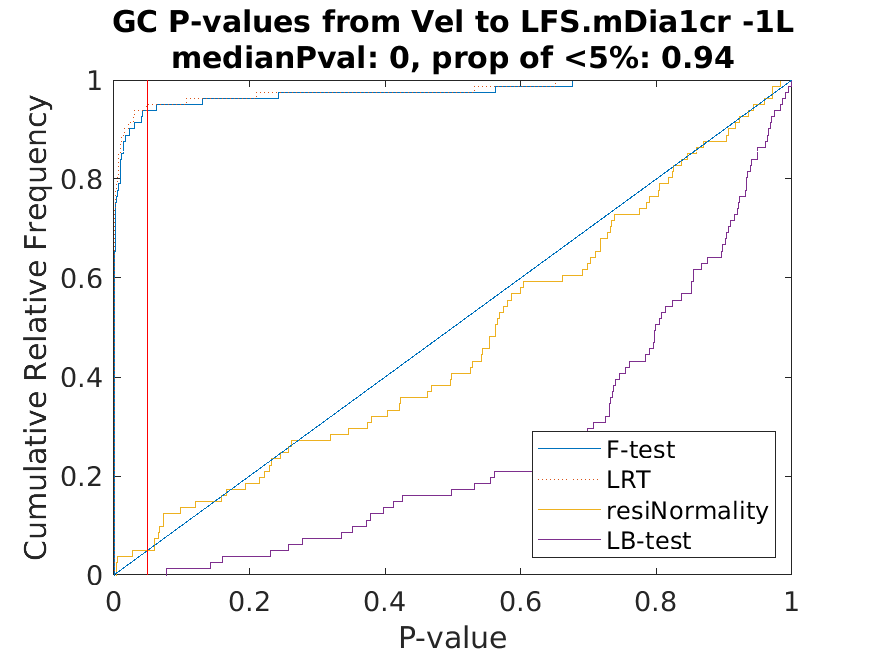 GC P-values from Vel to LFS.mDia1cr -1L
medianPval: 0, prop of <5%: 0.94
Cumulative Relative Frequency
1
0.8
0.6
0.4
0.2
0
F-test
LRT
resiNormality
LB-test
0
0.2
0.4
0.6
0.8
1
P-value